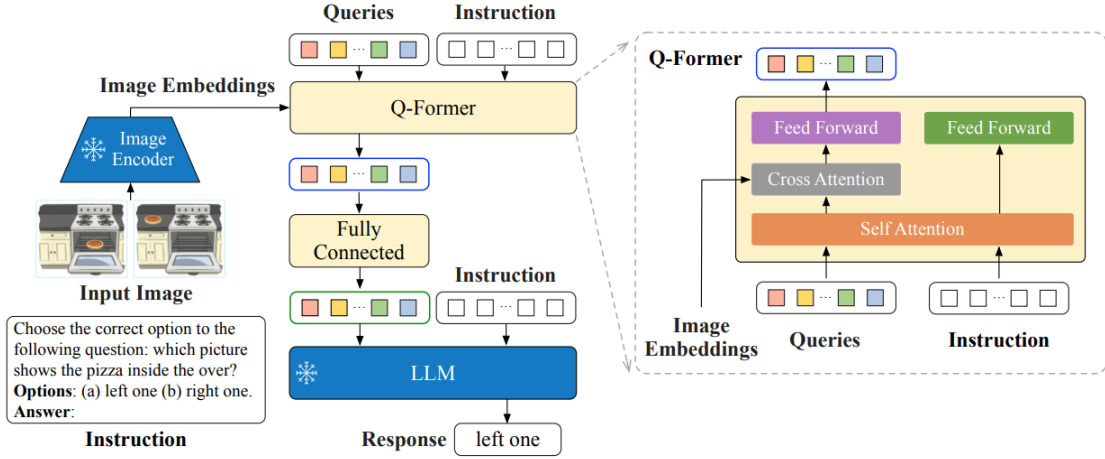 Queries
Instruction
Image Embeddings
Q-Former
Image
Encoder
Input Image
Fully
Connected
Instruction
LLM
Response
left one
Choose the correct option to the
following question: which picture
shows the pizza inside the over?
Options: (a) left one (b) right one.
Answer:
Instruction
Q-Former
Feed Forward
Feed Forward
Cross Attention
Self Attention
Image
Embeddings
Queries
Instruction